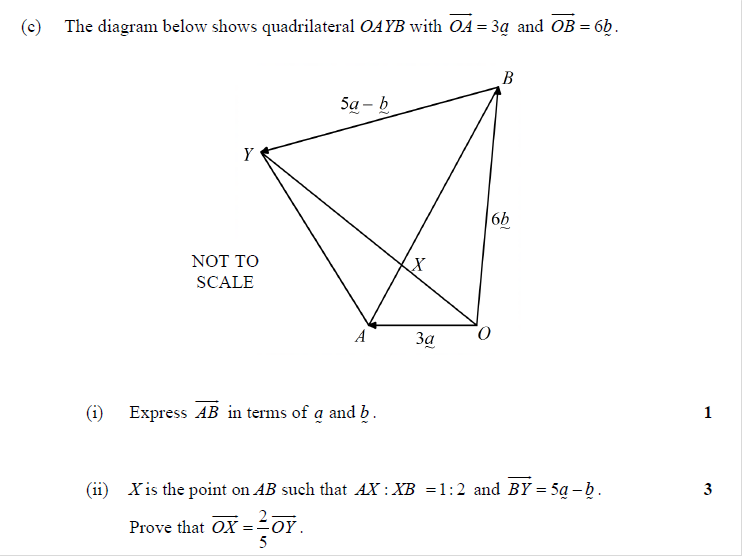 (c) The diagram below shows quadrilateral OAYB with $\overrightarrow{OA} = 3\underset{\sim}{a}$ and $\overrightarrow{OB} = 6\underset{\sim}{b}$.
B
$5\underset{\sim}{a} - \underset{\sim}{b}$
Y
$6\underset{\sim}{b}$
NOT TO
SCALE
X
A
$3\underset{\sim}{a}$
O
(i) Express $\overrightarrow{AB}$ in terms of $\underset{\sim}{a}$ and $\underset{\sim}{b}$. 1
(ii) X is the point on AB such that AX : XB = 1 : 2 and $\overrightarrow{BY} = 5\underset{\sim}{a} - \underset{\sim}{b}$. 3
Prove that $\overrightarrow{OX} = \frac{2}{5}\overrightarrow{OY}$.